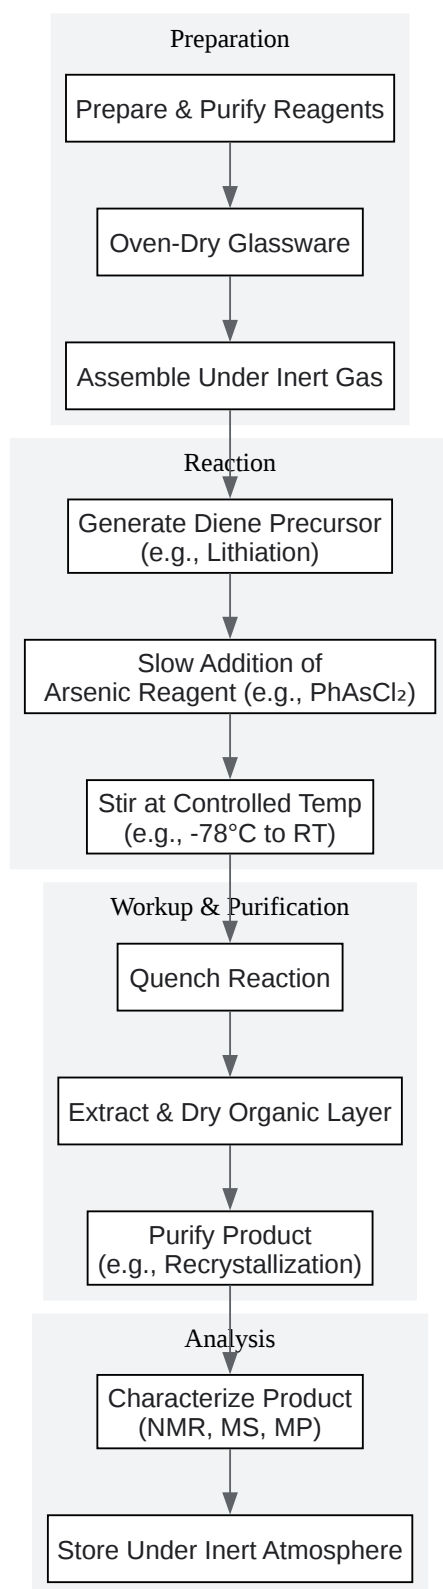 Preparation
Prepare & Purify Reagents
Oven-Dry Glassware
Assemble Under Inert Gas
Reaction
Generate Diene Precursor
(e.g., Lithiation)
Slow Addition of
Arsenic Reagent (e.g., PhAsCl₂)
Stir at Controlled Temp
(e.g., -78°C to RT)
Workup & Purification
Quench Reaction
Extract & Dry Organic Layer
Purify Product
(e.g., Recrystallization)
Analysis
Characterize Product
(NMR, MS, MP)
Store Under Inert Atmosphere